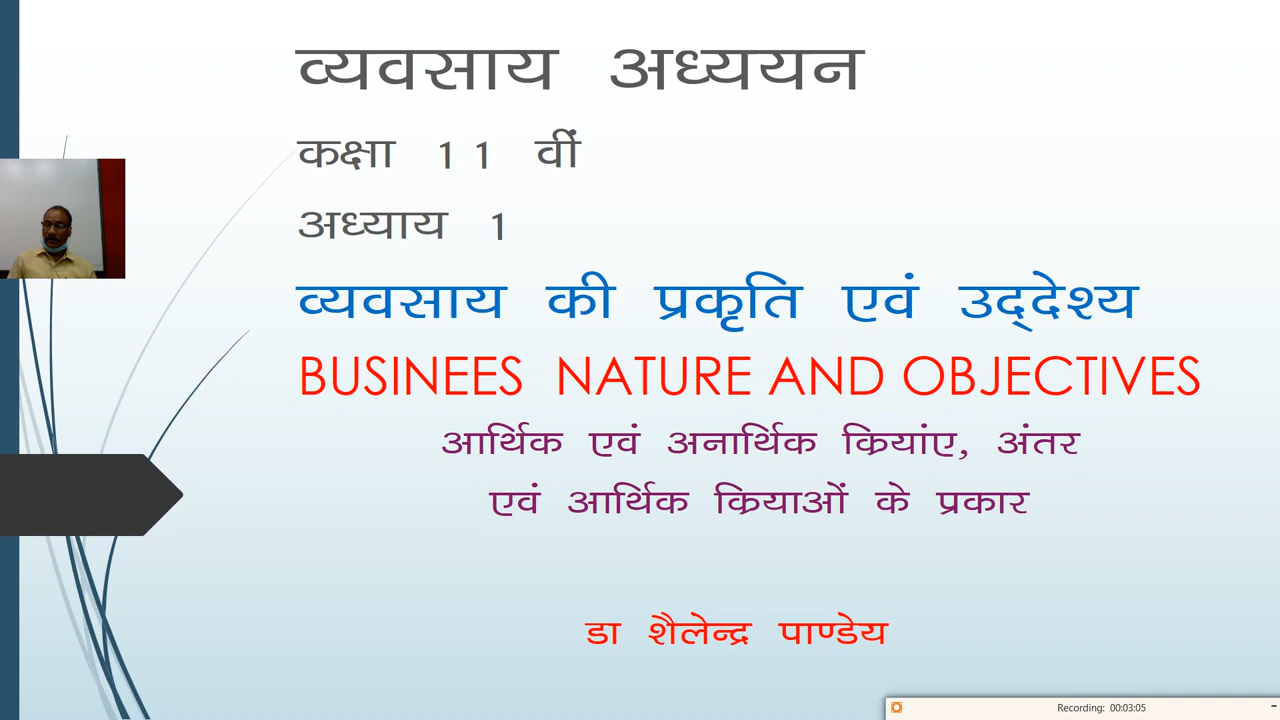 व्यवसाय अध्ययन
कक्षा 11 वीं
अध्याय 1
व्यवसाय की प्रकृति एवं उद्देश्य
BUSINEES NATURE AND OBJECTIVES
आर्थिक एवं अनार्थिक क्रियांए, अंतर
एवं आर्थिक क्रियाओं के प्रकार
डा शैलेन्द्र पाण्डेय
Recording: 00:03:05